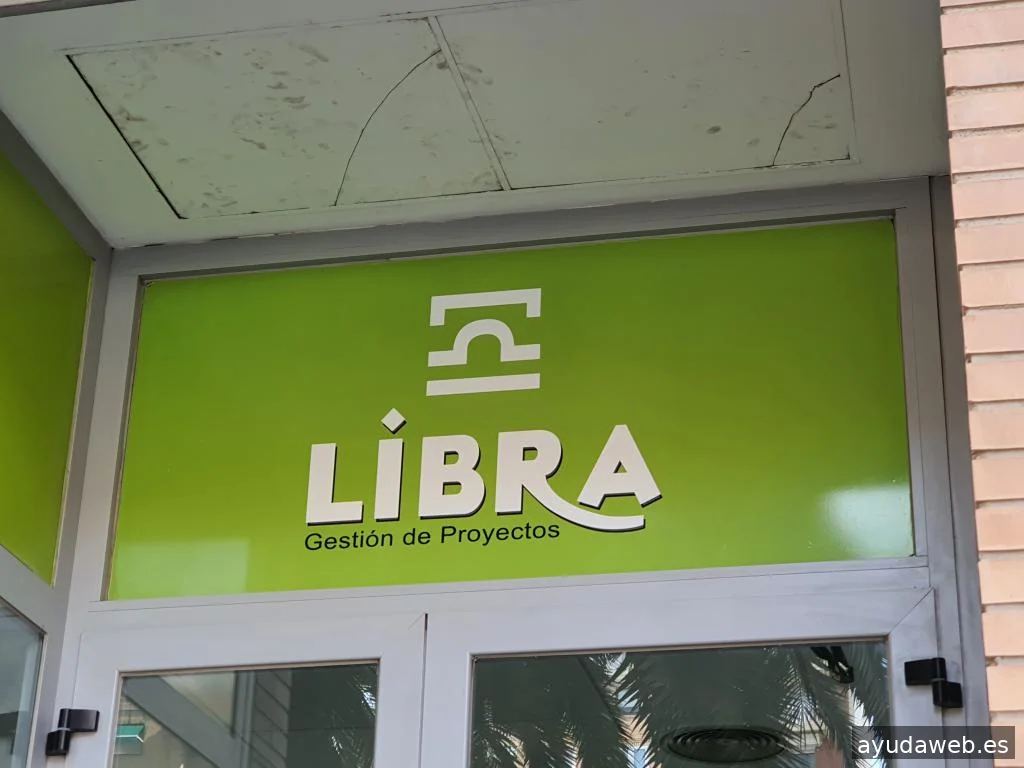 LiBRA
Gestión de Proyectos
ayudaweb.es